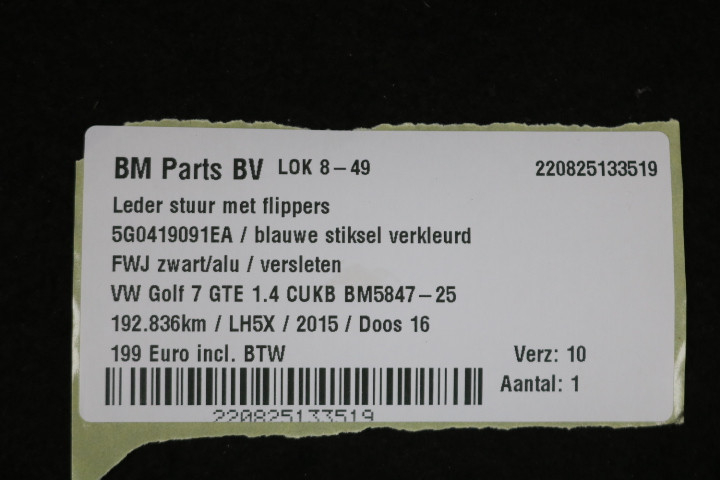 BM Parts BV LOK 8-49 220825133519
Leder stuur met flippers
5G0419091EA / blauwe stiksel verkleurd
FWJ zwart/alu / versleten
VW Golf 7 GTE 1.4 CUKB BM5847-25
192.836km / LH5X / 2015 / Doos 16
199 Euro incl. BTW Verz: 10
Aantal: 1
220825133519